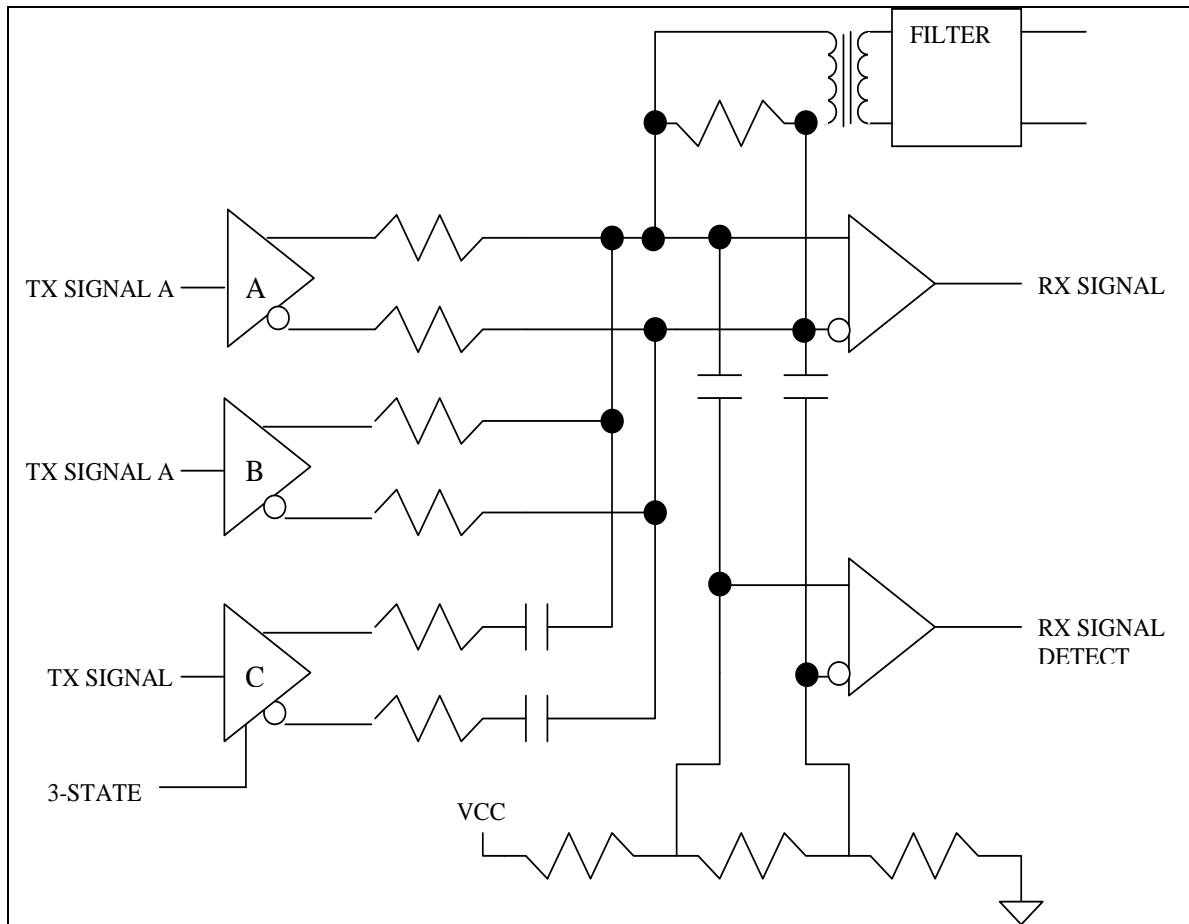 FILTER
TX SIGNAL A
A
RX SIGNAL
TX SIGNAL A
B
TX SIGNAL
C
RX SIGNAL
DETECT
3-STATE
VCC